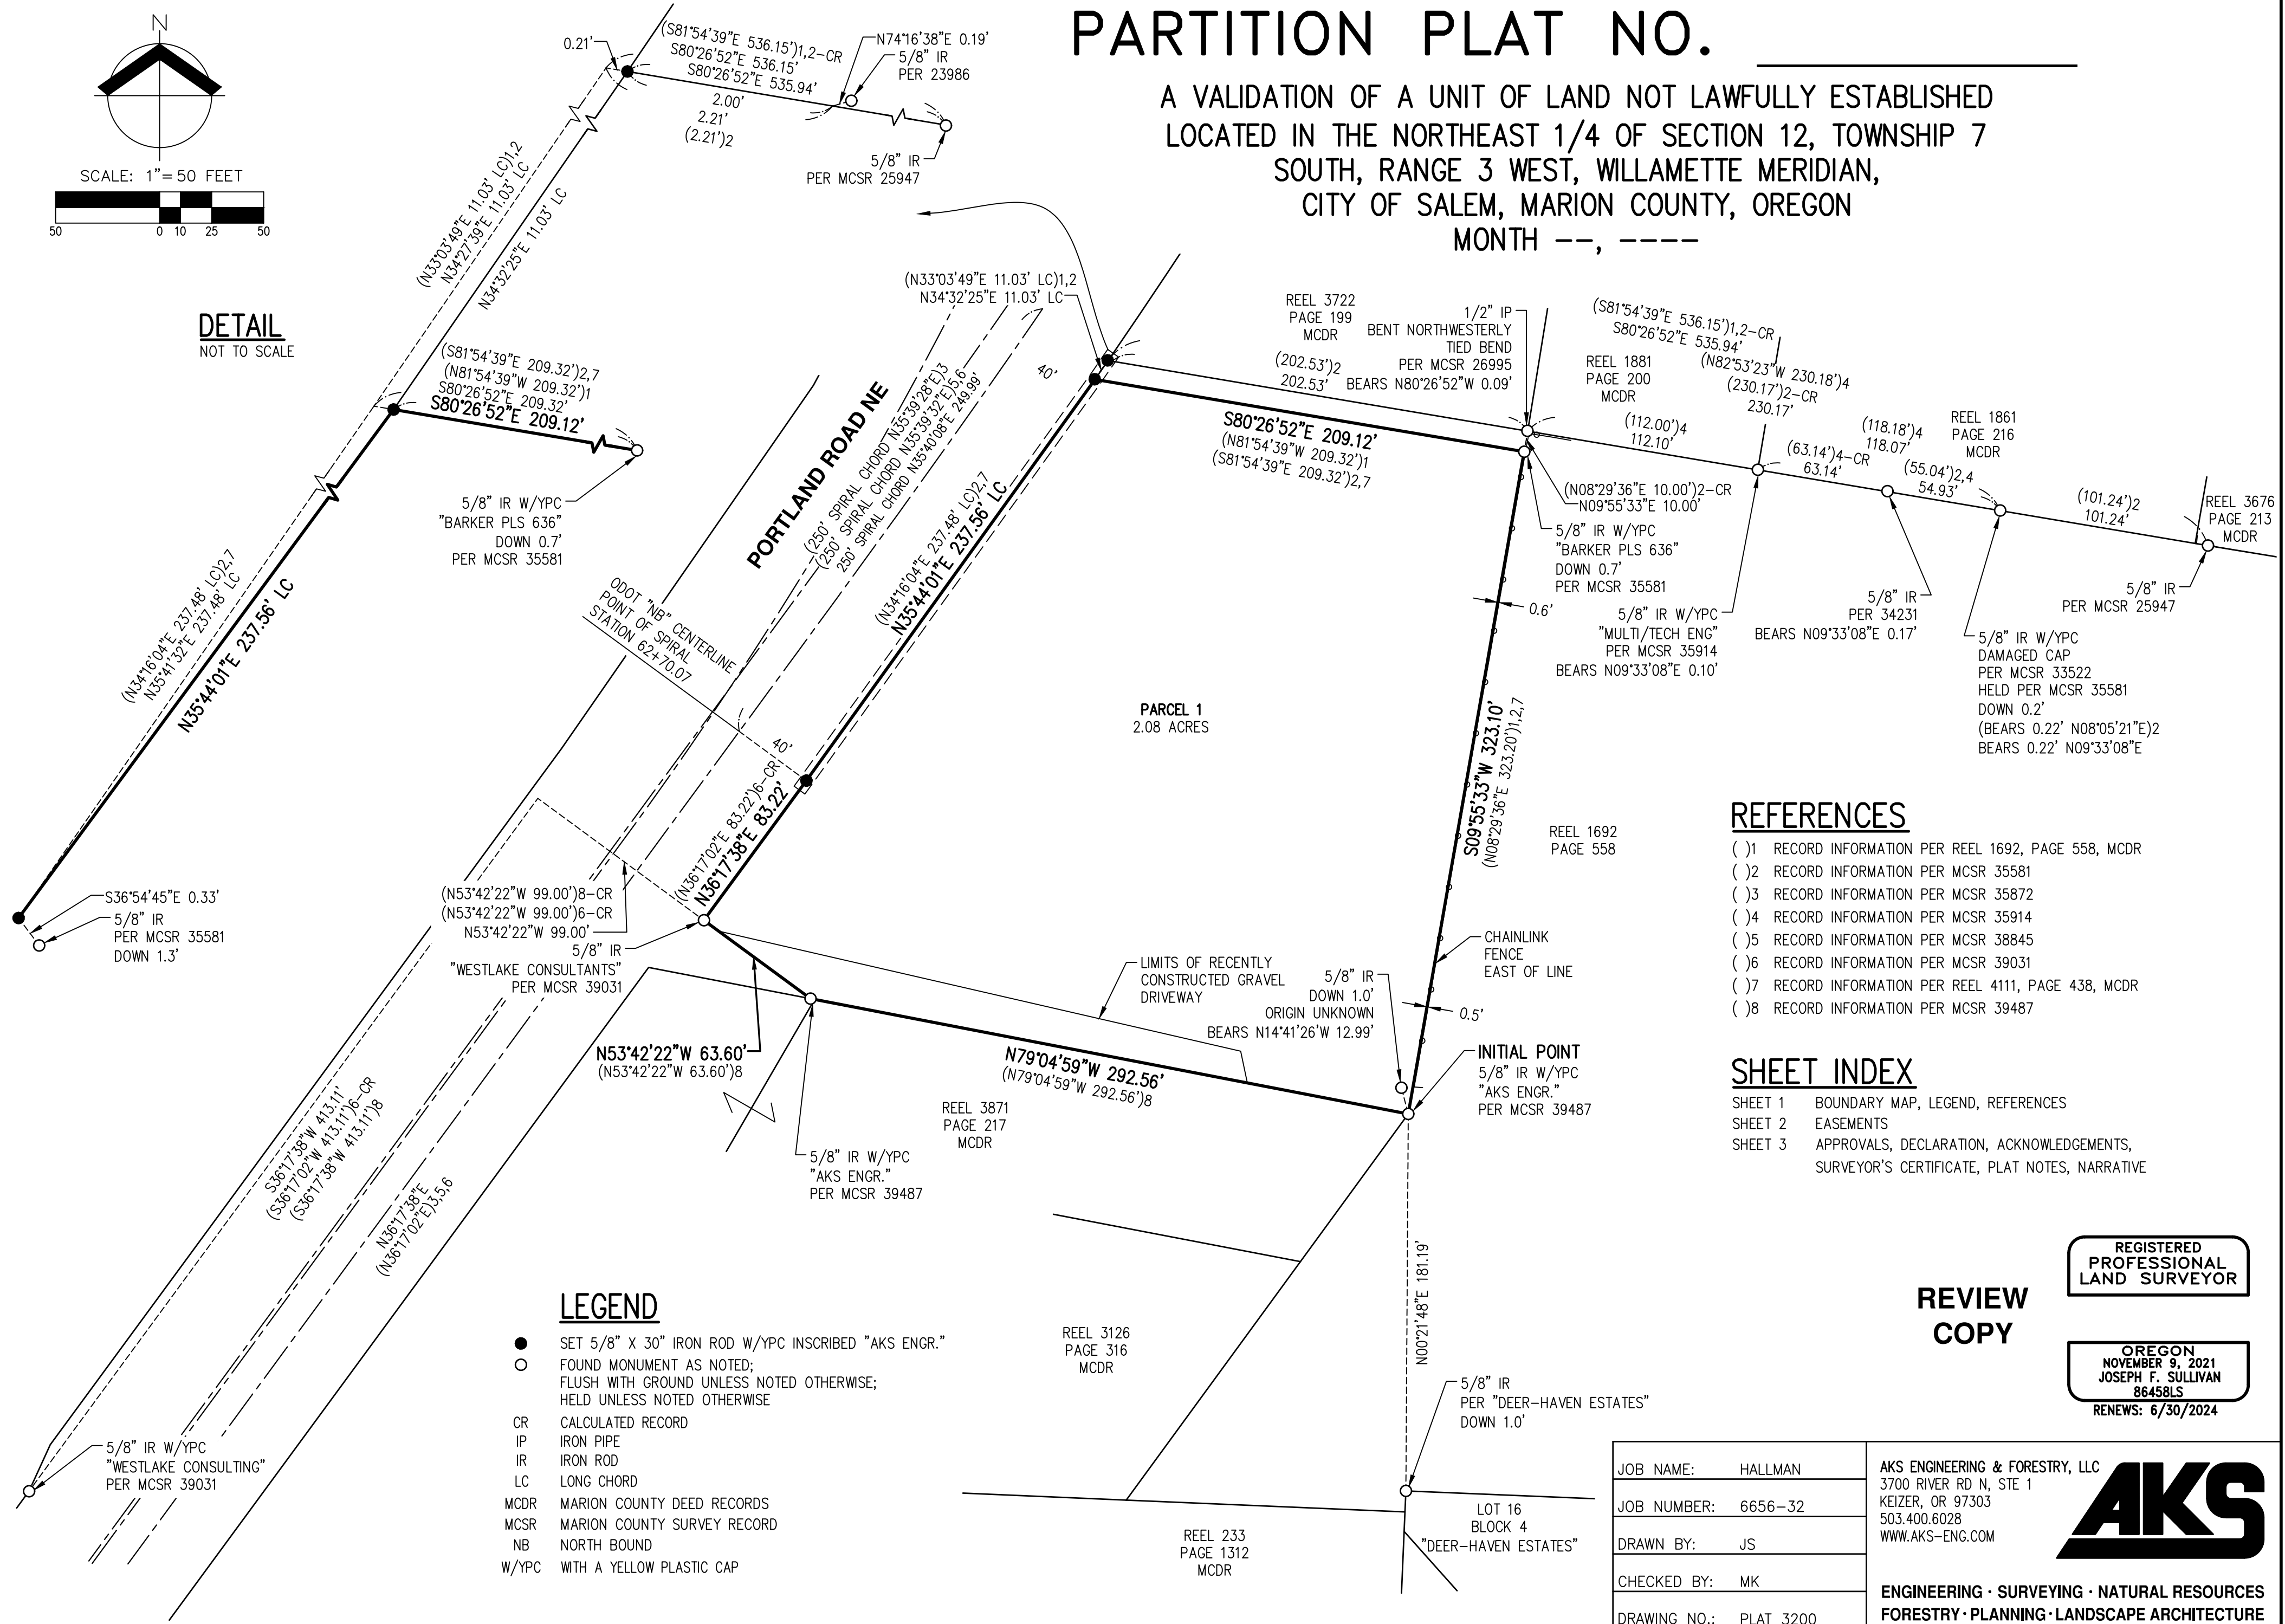 PARTITION PLAT NO.
A VALIDATION OF A UNIT OF LAND NOT LAWFULLY ESTABLISHED
LOCATED IN THE NORTHEAST 1/4 OF SECTION 12, TOWNSHIP 7
SOUTH, RANGE 3 WEST, WILLAMETTE MERIDIAN,
CITY OF SALEM, MARION COUNTY, OREGON
MONTH --, ----
N
SCALE: 1"= 50 FEET
50 0 10 25 50
DETAIL
NOT TO SCALE
0.21'
(S81°54'39"E 536.15')1,2-CR
S80°26'52"E 536.15'
S80°26'52"E 535.94'
2.00'
2.21'
(2.21')2
N74°16'38"E 0.19'
5/8" IR
PER 23986
5/8" IR
PER MCSR 25947
(N33°03'49"E 11.03' LC)1,2
N34°27'39"E 11.03' LC
N34°32'25"E 11.03' LC
(S81°54'39"E 209.32')2,7
(N81°54'39"W 209.32')1
S80°26'52"E 209.32'
S80°26'52"E 209.12'
5/8" IR W/YPC
"BARKER PLS 636"
DOWN 0.7'
PER MCSR 35581
(N34°16'04"E 237.48' LC)2,7
N35°41'32"E 237.48' LC
N35°44'01"E 237.56' LC
S36°54'45"E 0.33'
5/8" IR
PER MCSR 35581
DOWN 1.3'
(N33°03'49"E 11.03' LC)1,2
N34°32'25"E 11.03' LC
PORTLAND ROAD NE
(250' SPIRAL CHORD N35°39'28"E)3
(250' SPIRAL CHORD N35°39'32"E)5,6
250' SPIRAL CHORD N35°40'08"E 249.99'
40'
(N34°16'04"E 237.48' LC)2,7
N35°44'01"E 237.56' LC
ODOT "NB" CENTERLINE
POINT OF SPIRAL
STATION 62+70.07
40'
(N36°17'02"E 83.22')6-CR
N36°17'38"E 83.22'
REEL 3722
PAGE 199
MCDR
1/2" IP
BENT NORTHWESTERLY
TIED BEND
PER MCSR 26995
BEARS N80°26'52"W 0.09'
(202.53')2
202.53'
S80°26'52"E 209.12'
(N81°54'39"W 209.32')1
(S81°54'39"E 209.32')2,7
(S81°54'39"E 536.15')1,2-CR
S80°26'52"E 535.94'
(N82°53'23"W 230.18')4
(230.17')2-CR
230.17'
REEL 1881
PAGE 200
MCDR
(112.00')4
112.10'
(63.14')4-CR
63.14'
(118.18')4
118.07'
(55.04')2,4
54.93'
REEL 1861
PAGE 216
MCDR
(101.24')2
101.24'
REEL 3676
PAGE 213
MCDR
(N08°29'36"E 10.00')2-CR
N09°55'33"E 10.00'
5/8" IR W/YPC
"BARKER PLS 636"
DOWN 0.7'
PER MCSR 35581
0.6'
5/8" IR W/YPC
"MULTI/TECH ENG"
PER MCSR 35914
BEARS N09°33'08"E 0.10'
5/8" IR
PER 34231
BEARS N09°33'08"E 0.17'
5/8" IR
PER MCSR 25947
5/8" IR W/YPC
DAMAGED CAP
PER MCSR 33522
HELD PER MCSR 35581
DOWN 0.2'
(BEARS 0.22' N08°05'21"E)2
BEARS 0.22' N09°33'08"E
PARCEL 1
2.08 ACRES
S09°55'33"W 323.10'
(N08°29'36"E 323.20')1,2,7
REEL 1692
PAGE 558
(N53°42'22"W 99.00')8-CR
(N53°42'22"W 99.00')6-CR
N53°42'22"W 99.00'
5/8" IR
"WESTLAKE CONSULTANTS"
PER MCSR 39031
LIMITS OF RECENTLY
CONSTRUCTED GRAVEL
DRIVEWAY
5/8" IR
DOWN 1.0'
ORIGIN UNKNOWN
BEARS N14°41'26'W 12.99'
CHAINLINK
FENCE
EAST OF LINE
0.5'
INITIAL POINT
5/8" IR W/YPC
"AKS ENGR."
PER MCSR 39487
N53°42'22"W 63.60'
(N53°42'22"W 63.60')8
N79°04'59"W 292.56'
(N79°04'59"W 292.56')8
REEL 3871
PAGE 217
MCDR
5/8" IR W/YPC
"AKS ENGR."
PER MCSR 39487
S36°17'38"W 413.11'
(S36°17'02"W 413.11')6-CR
(S36°17'38"W 413.11')8
N36°17'38"E
(N36°17'02"E)3,5,6
5/8" IR W/YPC
"WESTLAKE CONSULTING"
PER MCSR 39031
N00°21'48"E 181.19'
REEL 3126
PAGE 316
MCDR
5/8" IR
PER "DEER-HAVEN ESTATES"
DOWN 1.0'
REEL 233
PAGE 1312
MCDR
LOT 16
BLOCK 4
"DEER-HAVEN ESTATES"
LEGEND
SET 5/8" X 30" IRON ROD W/YPC INSCRIBED "AKS ENGR."
FOUND MONUMENT AS NOTED;
FLUSH WITH GROUND UNLESS NOTED OTHERWISE;
HELD UNLESS NOTED OTHERWISE
CR CALCULATED RECORD
IP IRON PIPE
IR IRON ROD
LC LONG CHORD
MCDR MARION COUNTY DEED RECORDS
MCSR MARION COUNTY SURVEY RECORD
NB NORTH BOUND
W/YPC WITH A YELLOW PLASTIC CAP
REFERENCES
( )1 RECORD INFORMATION PER REEL 1692, PAGE 558, MCDR
( )2 RECORD INFORMATION PER MCSR 35581
( )3 RECORD INFORMATION PER MCSR 35872
( )4 RECORD INFORMATION PER MCSR 35914
( )5 RECORD INFORMATION PER MCSR 38845
( )6 RECORD INFORMATION PER MCSR 39031
( )7 RECORD INFORMATION PER REEL 4111, PAGE 438, MCDR
( )8 RECORD INFORMATION PER MCSR 39487
SHEET INDEX
SHEET 1 BOUNDARY MAP, LEGEND, REFERENCES
SHEET 2 EASEMENTS
SHEET 3 APPROVALS, DECLARATION, ACKNOWLEDGEMENTS,
SURVEYOR'S CERTIFICATE, PLAT NOTES, NARRATIVE
REVIEW
COPY
REGISTERED
PROFESSIONAL
LAND SURVEYOR
OREGON
NOVEMBER 9, 2021
JOSEPH F. SULLIVAN
86458LS
RENEWS: 6/30/2024
JOB NAME: HALLMAN
JOB NUMBER: 6656-32
DRAWN BY: JS
CHECKED BY: MK
DRAWING NO.: PLAT 3200
AKS ENGINEERING & FORESTRY, LLC
3700 RIVER RD N, STE 1
KEIZER, OR 97303
503.400.6028
WWW.AKS-ENG.COM
AKS
ENGINEERING · SURVEYING · NATURAL RESOURCES
FORESTRY · PLANNING · LANDSCAPE ARCHITECTURE